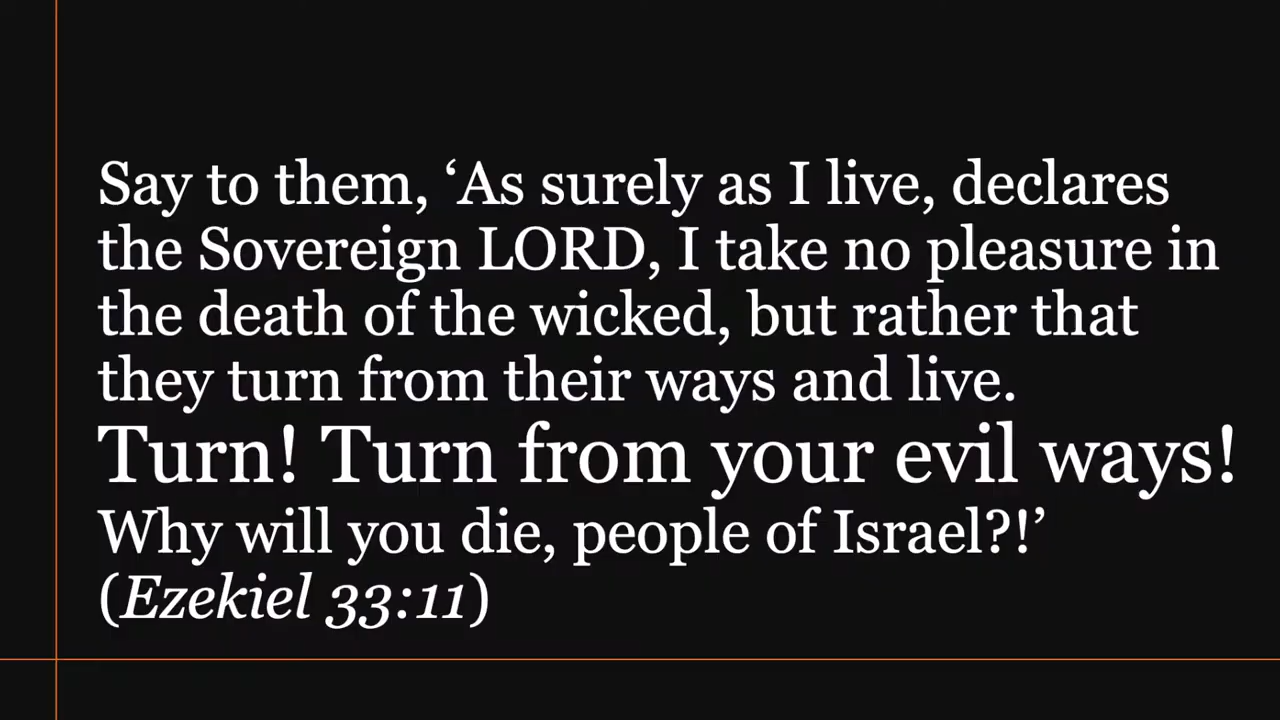 Say to them, ‘As surely as I live, declares
the Sovereign LORD, I take no pleasure in
the death of the wicked, but rather that
they turn from their ways and live.
Turn! Turn from your evil ways!
Why will you die, people of Israel?!’
(Ezekiel 33:11)